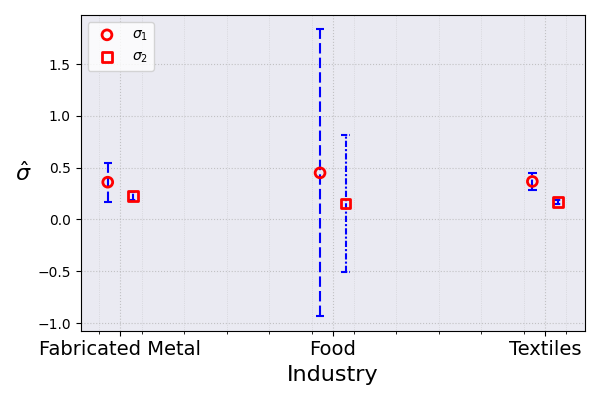 σ₁
σ₂
1.5
1.0
0.5
0.0
−0.5
−1.0
σ̂
Fabricated Metal Food Textiles
Industry